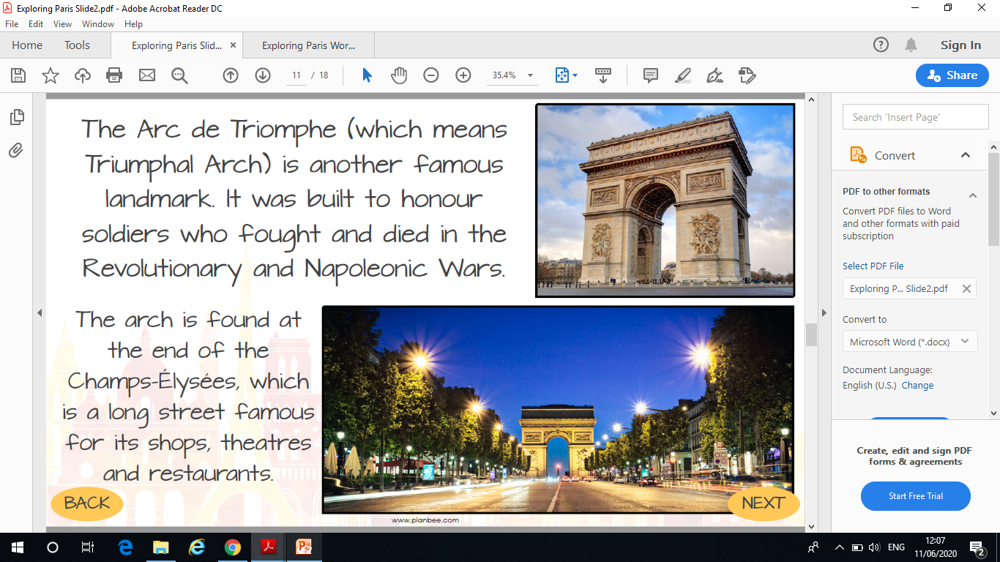 Exploring Paris Slide2.pdf - Adobe Acrobat Reader DC
File Edit View Window Help
Home Tools Exploring Paris Slid... × Exploring Paris Wor... Sign In
11 / 18 35.4% Share
The Arc de Triomphe (which means
Triumphal Arch) is another famous
landmark. It was built to honour
soldiers who fought and died in the
Revolutionary and Napoleonic Wars.
The arch is found at
the end of the
Champs-Élysées, which
is a long street famous
for its shops, theatres
and restaurants.
BACK
NEXT
www.planbee.com
Search 'Insert Page'
Convert
PDF to other formats
Convert PDF files to Word
and other formats with paid
subscription
Select PDF File
Exploring P... Slide2.pdf
Convert to
Microsoft Word (*.docx)
Document Language:
English (U.S.) Change
Create, edit and sign PDF
forms & agreements
Start Free Trial
ENG
12:07
11/06/2020
2